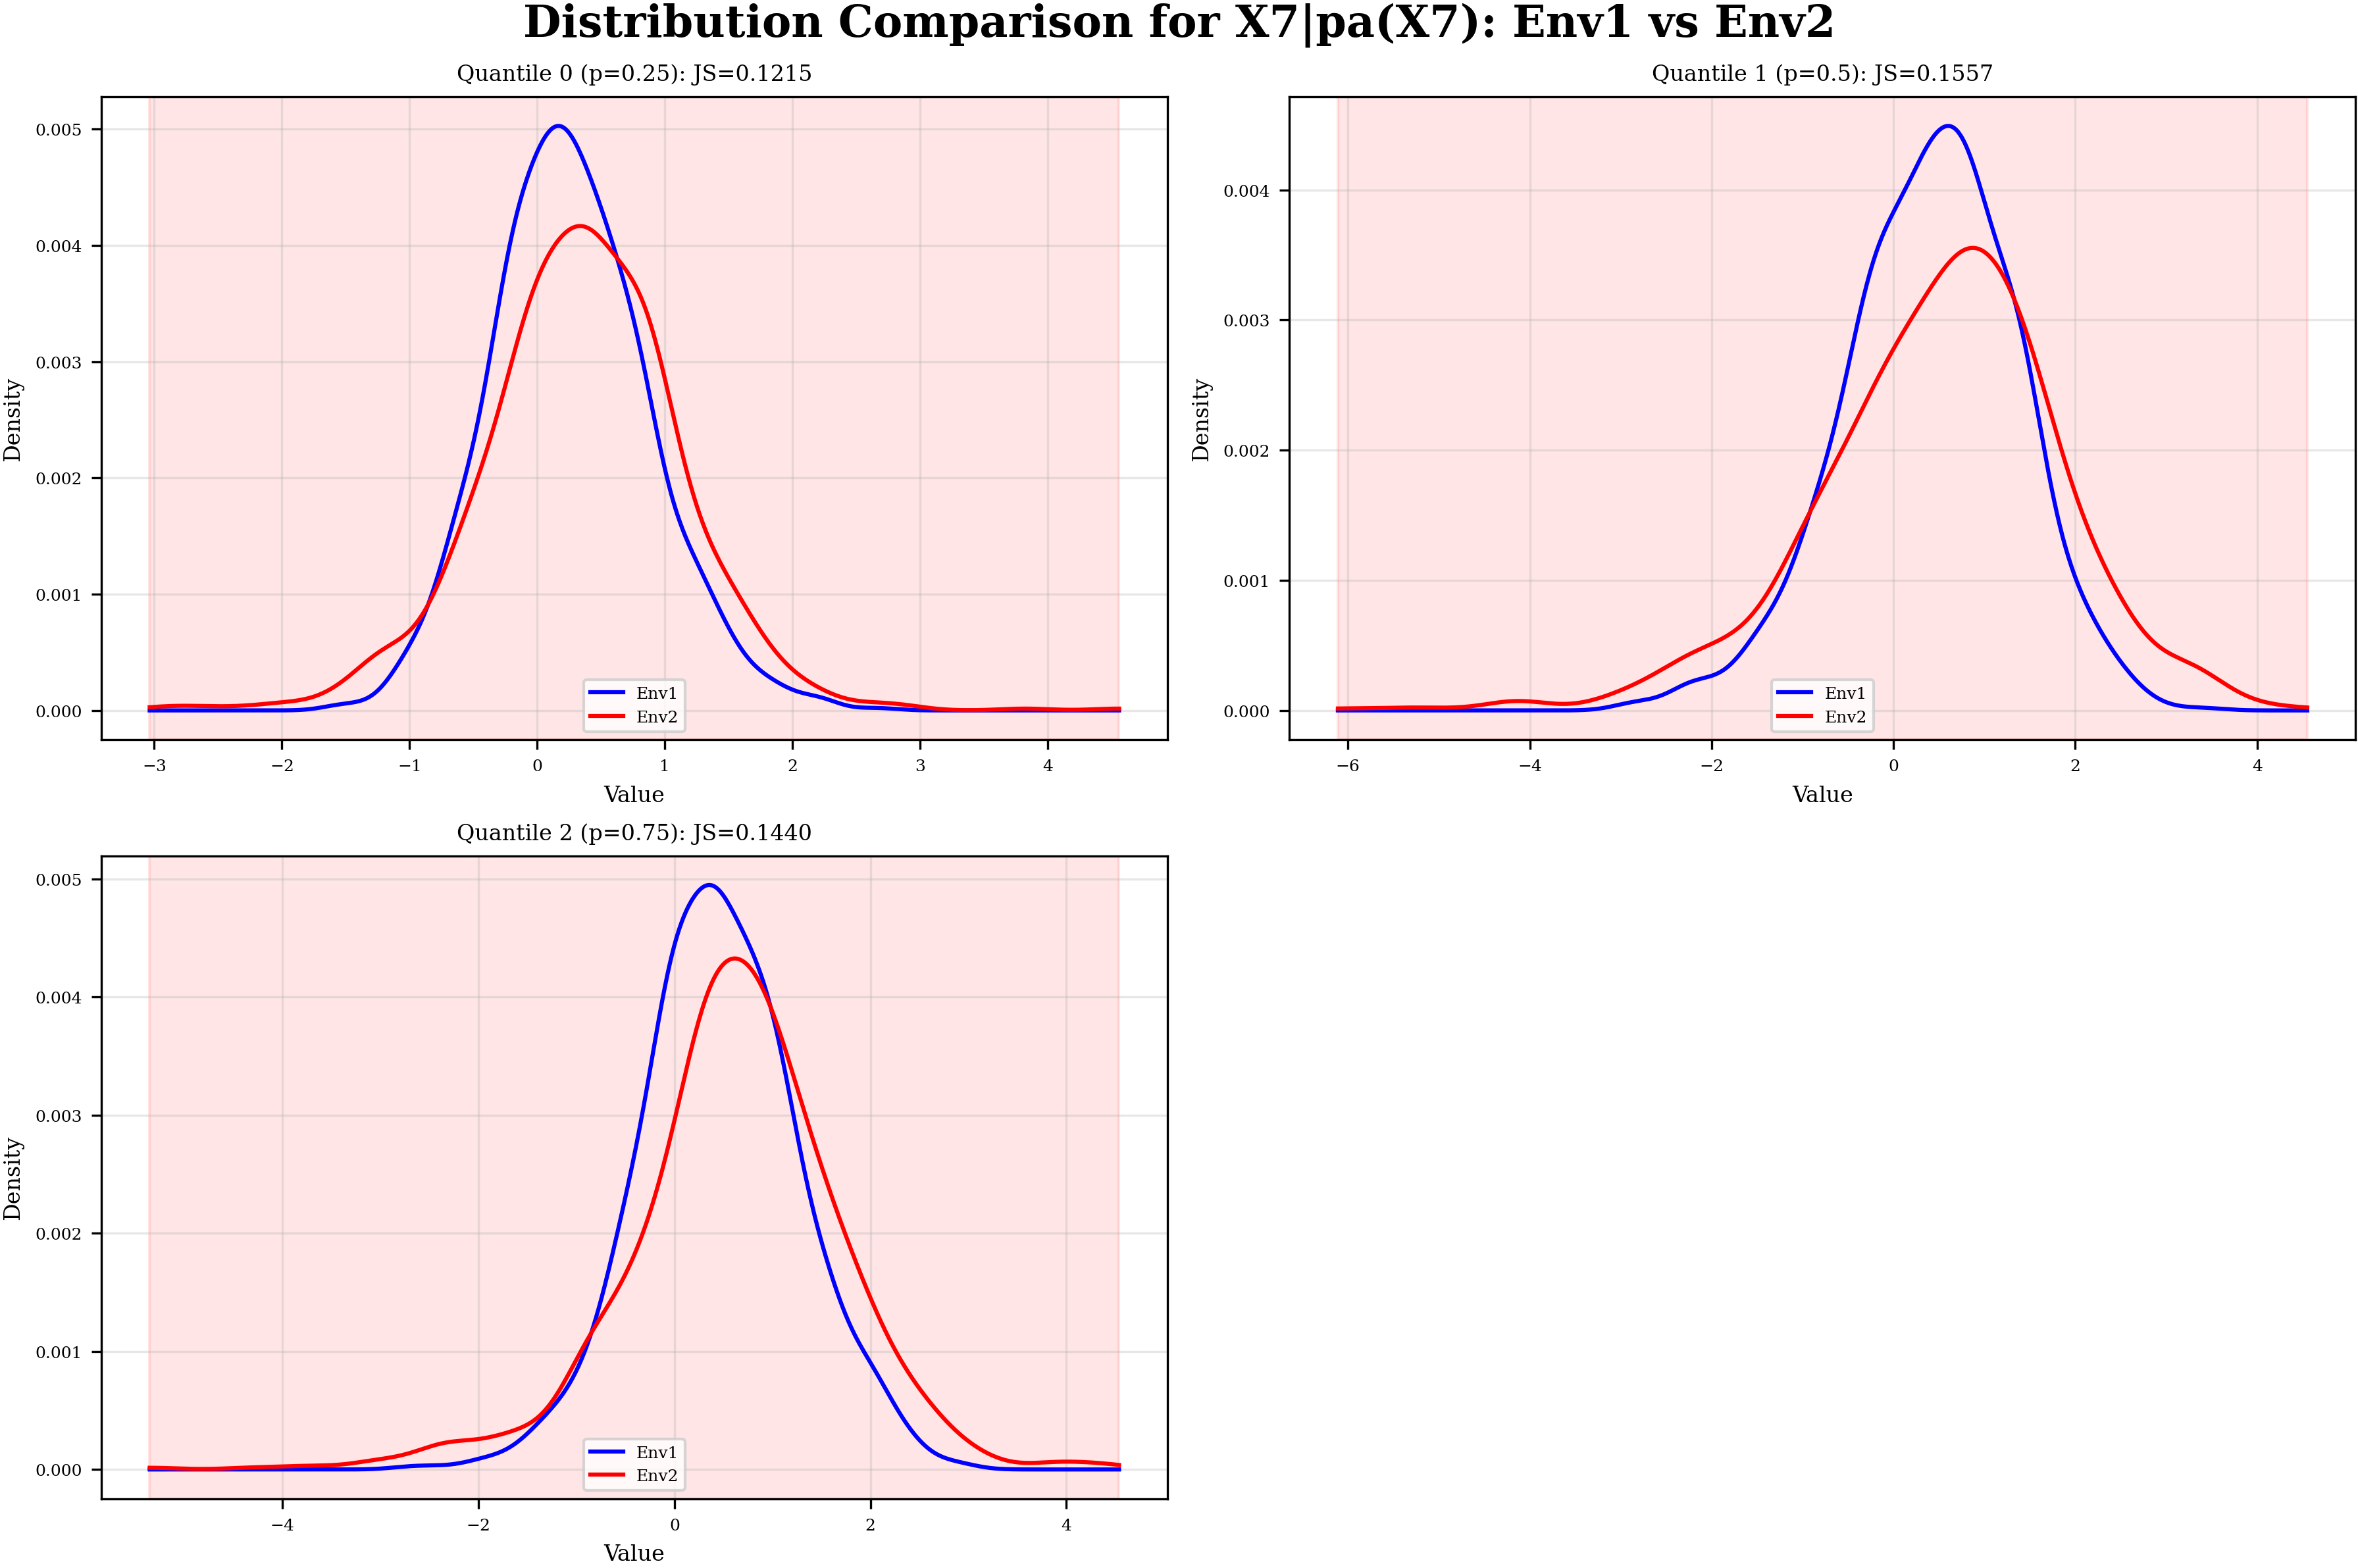 Distribution Comparison for X7|pa(X7): Env1 vs Env2
Quantile 0 (p=0.25): JS=0.1215
Density
0.005
0.004
0.003
0.002
0.001
0.000
−3 −2 −1 0 1 2 3 4
Value
Env1
Env2
Quantile 1 (p=0.5): JS=0.1557
Density
0.004
0.003
0.002
0.001
0.000
−6 −4 −2 0 2 4
Value
Env1
Env2
Quantile 2 (p=0.75): JS=0.1440
Density
0.005
0.004
0.003
0.002
0.001
0.000
−4 −2 0 2 4
Value
Env1
Env2